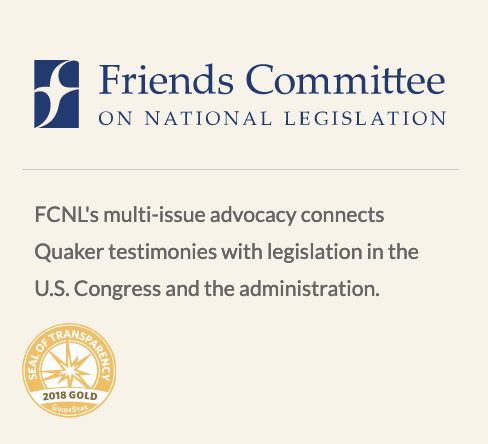 Friends Committee
ON NATIONAL LEGISLATION
FCNL's multi-issue advocacy connects
Quaker testimonies with legislation in the
U.S. Congress and the administration.
SEAL OF TRANSPARENCY
2018 GOLD
GUIDESTAR